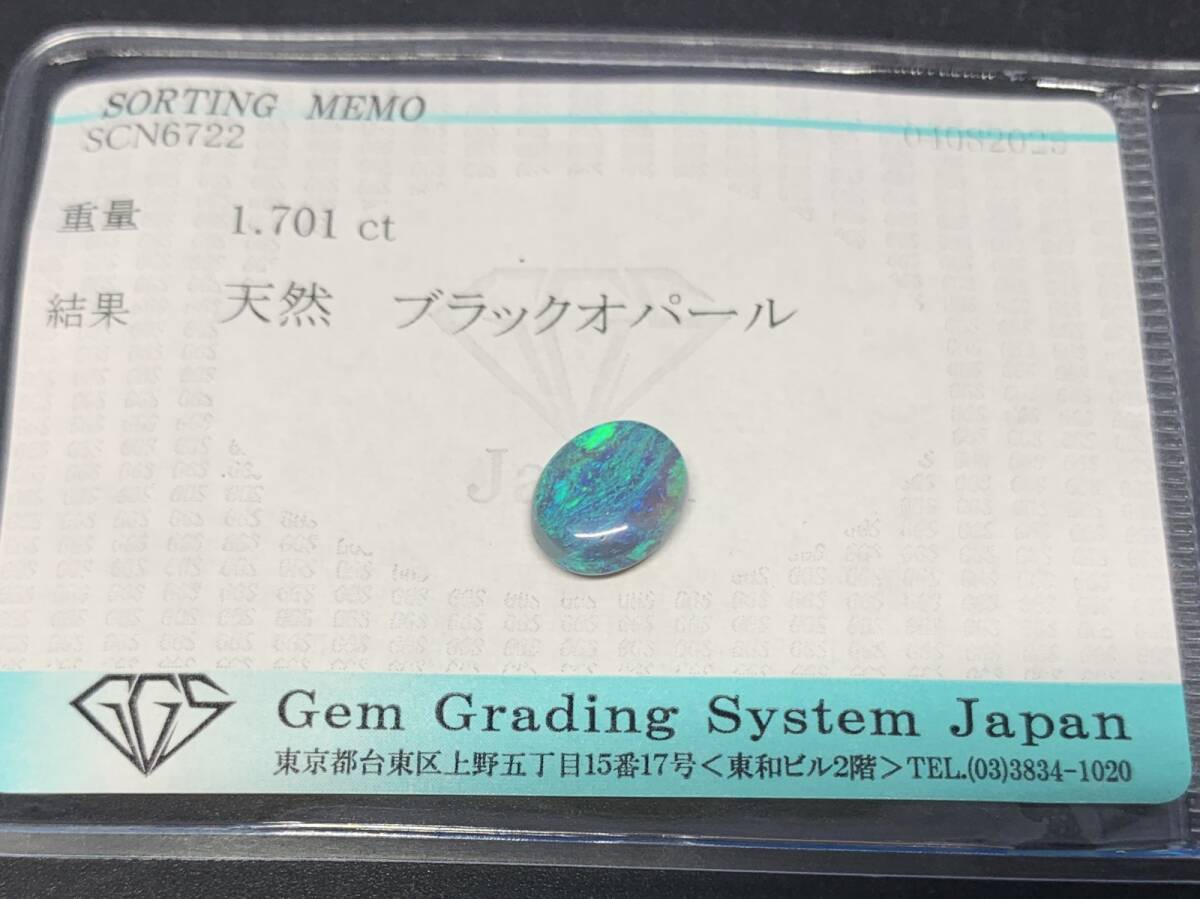 SORTING MEMO
SCN6722
重量 1.701 ct
結果 天然 ブラックオパール
GGS
Gem Grading System Japan
東京都台東区上野五丁目15番17号<東和ビル2階>TEL.(03)3834-1020